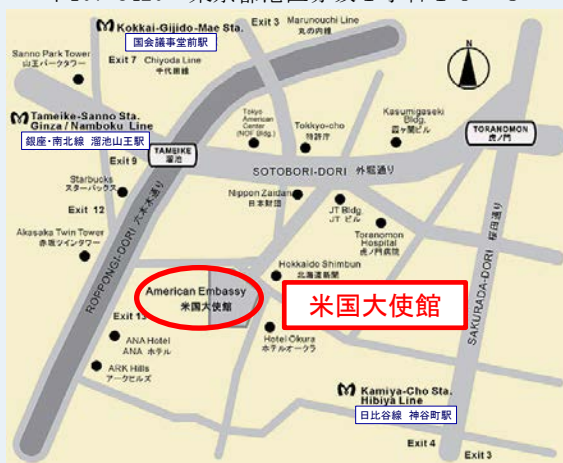 Kokkai-Gijido-Mae Sta.
国会議事堂前駅
Exit 3
Marunouchi Line
丸の内線
Sanno Park Tower
山王パークタワー
Exit 7
Chiyoda Line
千代田線
N
Tameike-Sanno Sta.
Ginza / Namboku Line
銀座・南北線 溜池山王駅
Exit 9
TAMEIKE
溜池
Tokyo
American
Center
(NOF Bldg.)
Tokkyo-cho
特許庁
Kasumigaseki
Bldg.
霞ヶ関ビル
TORANOMON
虎ノ門
SOTOBORI-DORI 外堀通り
Starbucks
スターバックス
Exit 12
Akasaka Twin Tower
赤坂ツインタワー
ROPPONGI-DORI 六本木通り
Nippon Zaidan
日本財団
JT Bldg.
JT ビル
Toranomon
Hospital
虎の門病院
SAKURADA-DORI 桜田通り
Hokkaido Shimbun
北海道新聞
American Embassy
米国大使館
米国大使館
Exit 13
ANA Hotel
ANA ホテル
ARK Hills
アークヒルズ
Hotel Okura
ホテルオークラ
Kamiya-Cho Sta.
Hibiya Line
日比谷線 神谷町駅
Exit 4
Exit 3